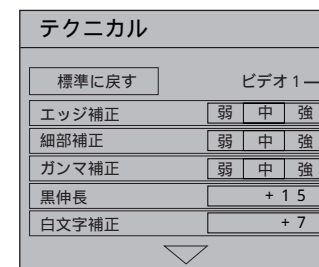 テクニカル
標準に戻す ビデオ1—
エッジ補正 弱 中 強
細部補正 弱 中 強
ガンマ補正 弱 中 強
黒伸長 +15
白文字補正 +7